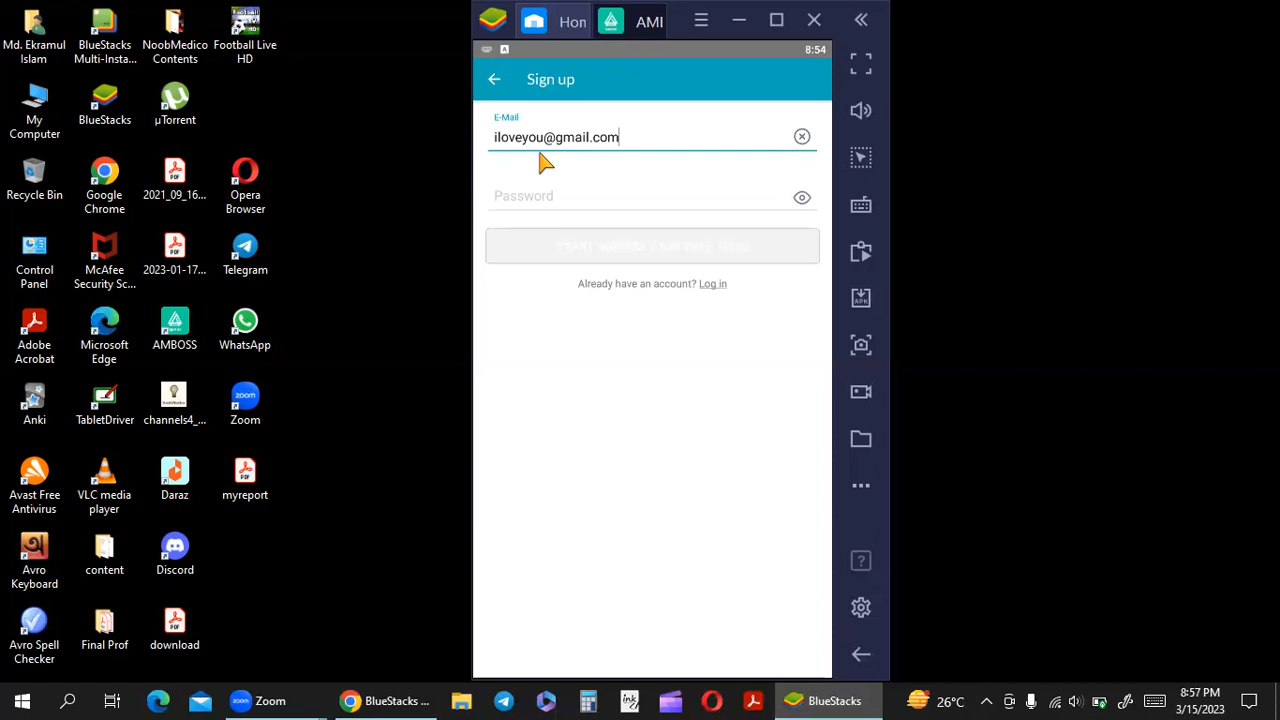 Md. Ekramul
Islam
BlueStacks
Multi-Insta...
NoobMedico
Contents
Football Live
HD
My
Computer
BlueStacks
µTorrent
Recycle Bin
Google
Chrome
2021_09_16...
Opera
Browser
Control
Panel
McAfee
Security Sc...
2023-01-17...
Telegram
Adobe
Acrobat
Microsoft
Edge
AMBOSS
WhatsApp
Anki
TabletDriver
channels4_...
Zoom
Avast Free
Antivirus
VLC media
player
Daraz
myreport
Avro
Keyboard
content
Discord
Avro Spell
Checker
Final Prof
download
Hon
AMI
8:54
Sign up
E-Mail
iloveyou@gmail.com
Password
Already have an account? Log in
Zoom
BlueStacks ...
BlueStacks
26°C
3:57 PM
3/15/2023